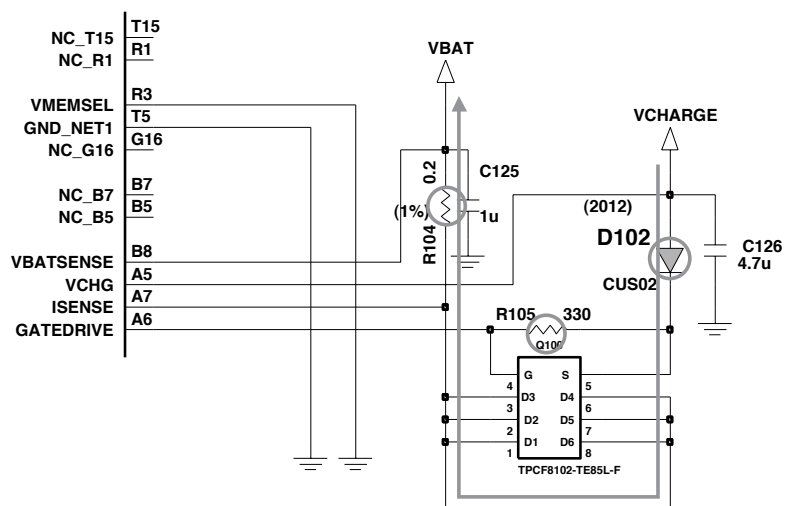 NC_T15 T15
NC_R1 R1
VMEMSEL R3
GND_NET1 T5
NC_G16 G16
NC_B7 B7
NC_B5 B5
VBATSENSE B8
VCHG A5
ISENSE A7
GATEDRIVE A6
VBAT
0.2
(1%)
R104
C125
1u
VCHARGE
(2012)
D102
CUS02
C126
4.7u
R105 330
Q100
G S
4 5
D3 D4
3 6
D2 D5
2 7
D1 D6
1 8
TPCF8102-TE85L-F